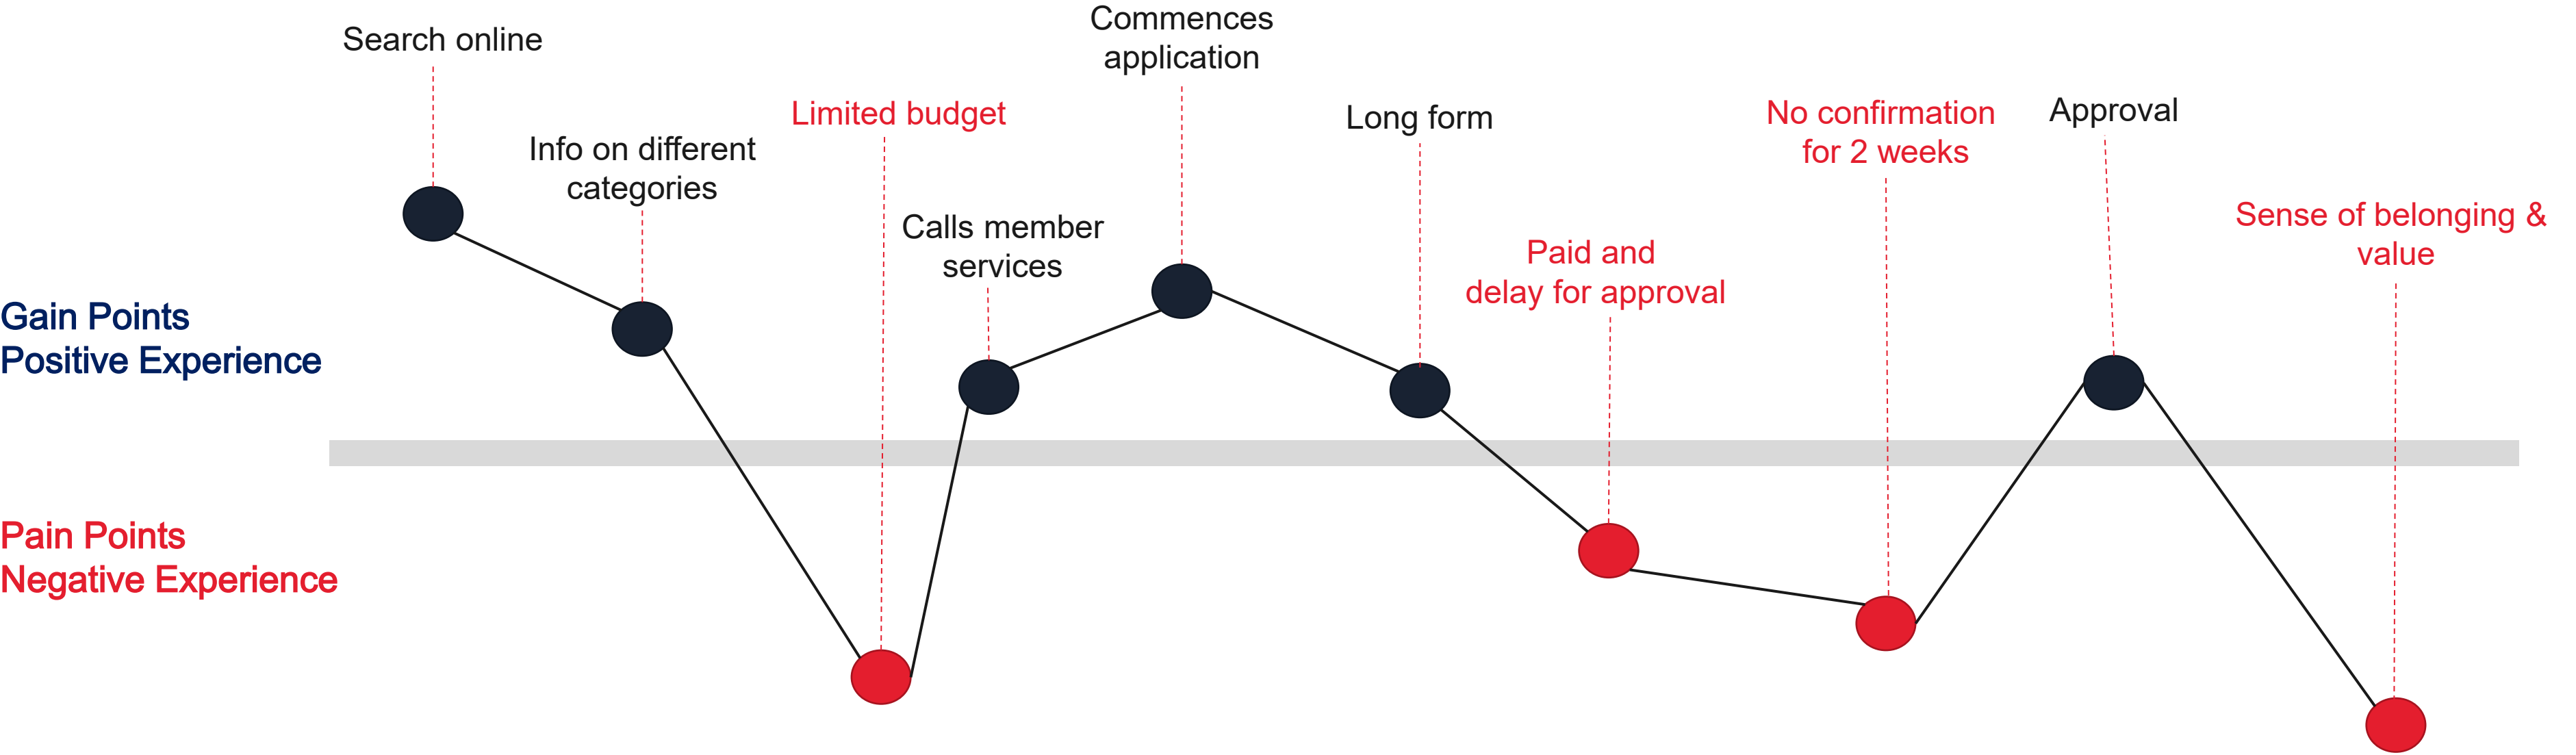 Search online
Info on different
categories
Limited budget
Calls member
services
Commences
application
Long form
Paid and
delay for approval
No confirmation
for 2 weeks
Approval
Sense of belonging &
value
Gain Points
Positive Experience
Pain Points
Negative Experience